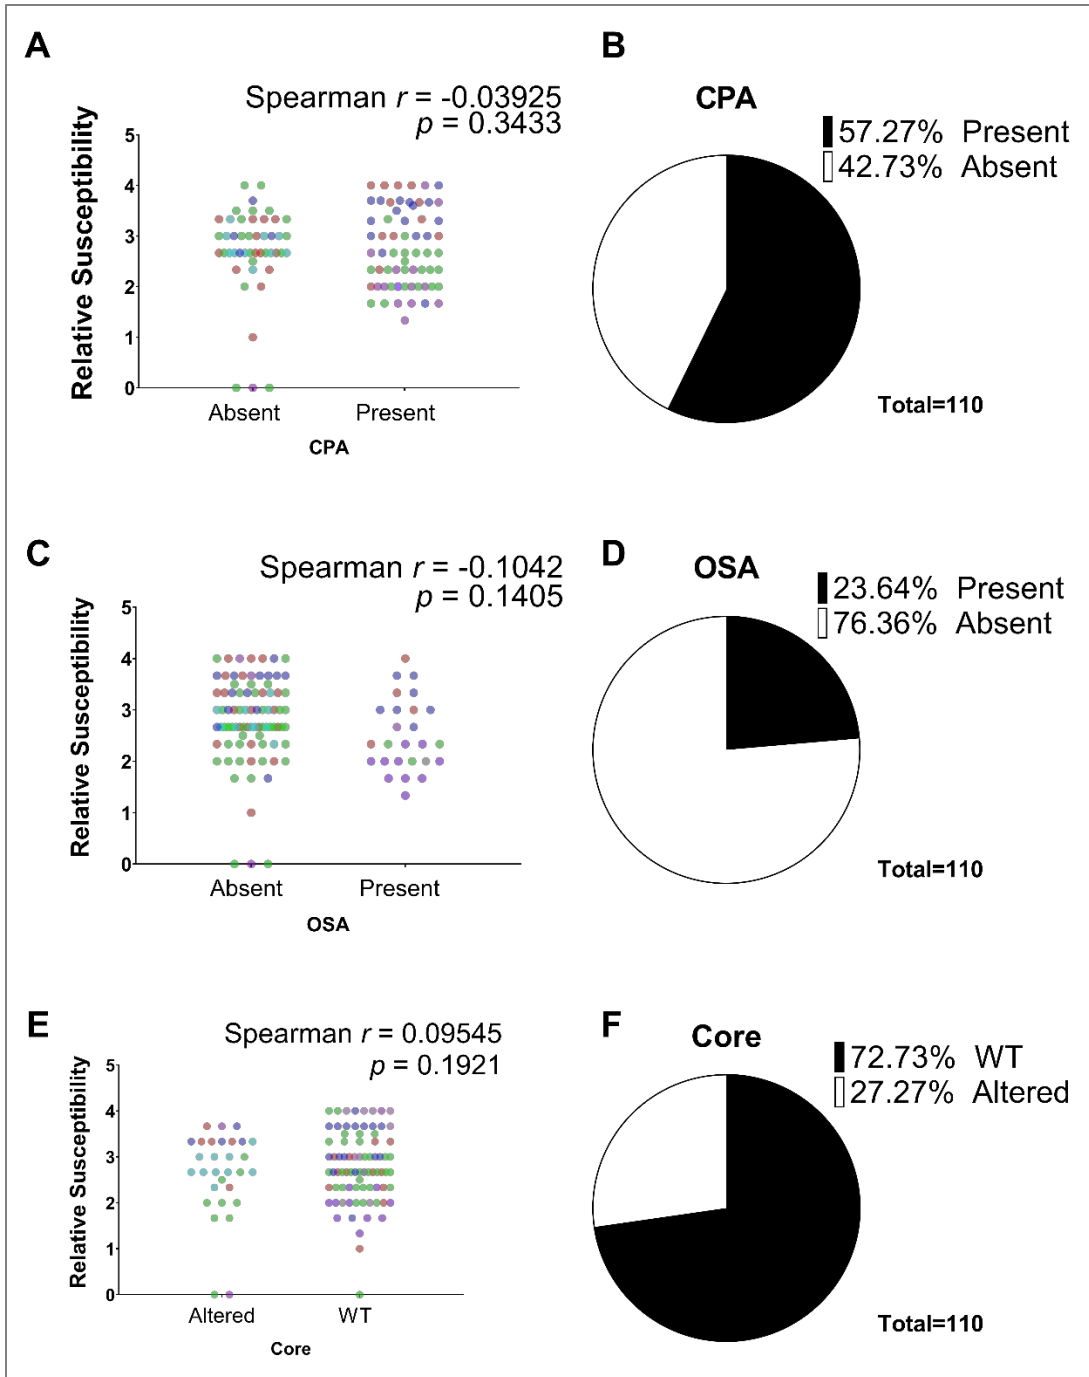 A
Spearman r = -0.03925
p = 0.3433
Relative Susceptibility
5
4
3
2
1
0
Absent
Present
CPA
B
CPA
57.27% Present
42.73% Absent
Total=110
C
Spearman r = -0.1042
p = 0.1405
Relative Susceptibility
5
4
3
2
1
0
Absent
Present
OSA
D
OSA
23.64% Present
76.36% Absent
Total=110
E
Spearman r = 0.09545
p = 0.1921
Relative Susceptibility
5
4
3
2
1
0
Altered
WT
Core
F
Core
72.73% WT
27.27% Altered
Total=110